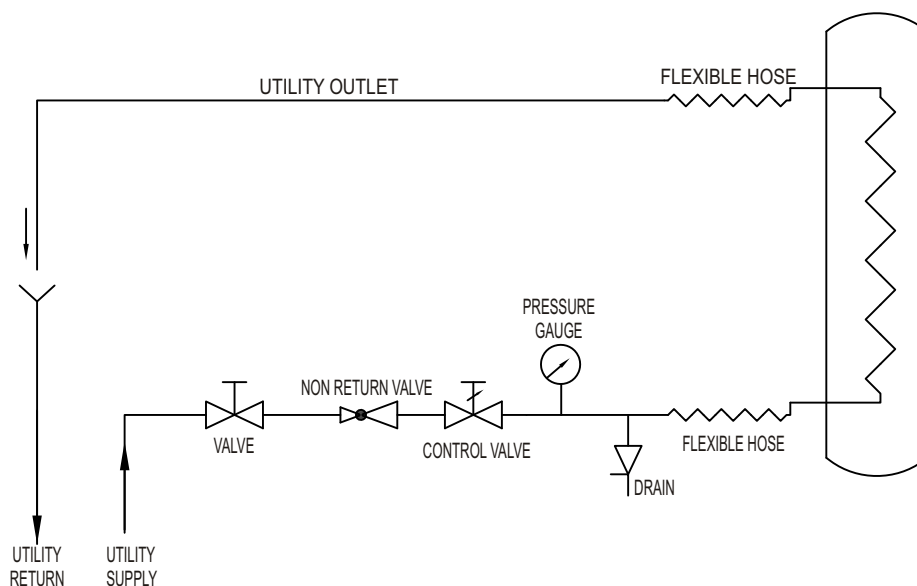 FLEXIBLE HOSE
UTILITY OUTLET
PRESSURE
GAUGE
NON RETURN VALVE
VALVE
CONTROL VALVE
FLEXIBLE HOSE
DRAIN
UTILITY
RETURN
UTILITY
SUPPLY